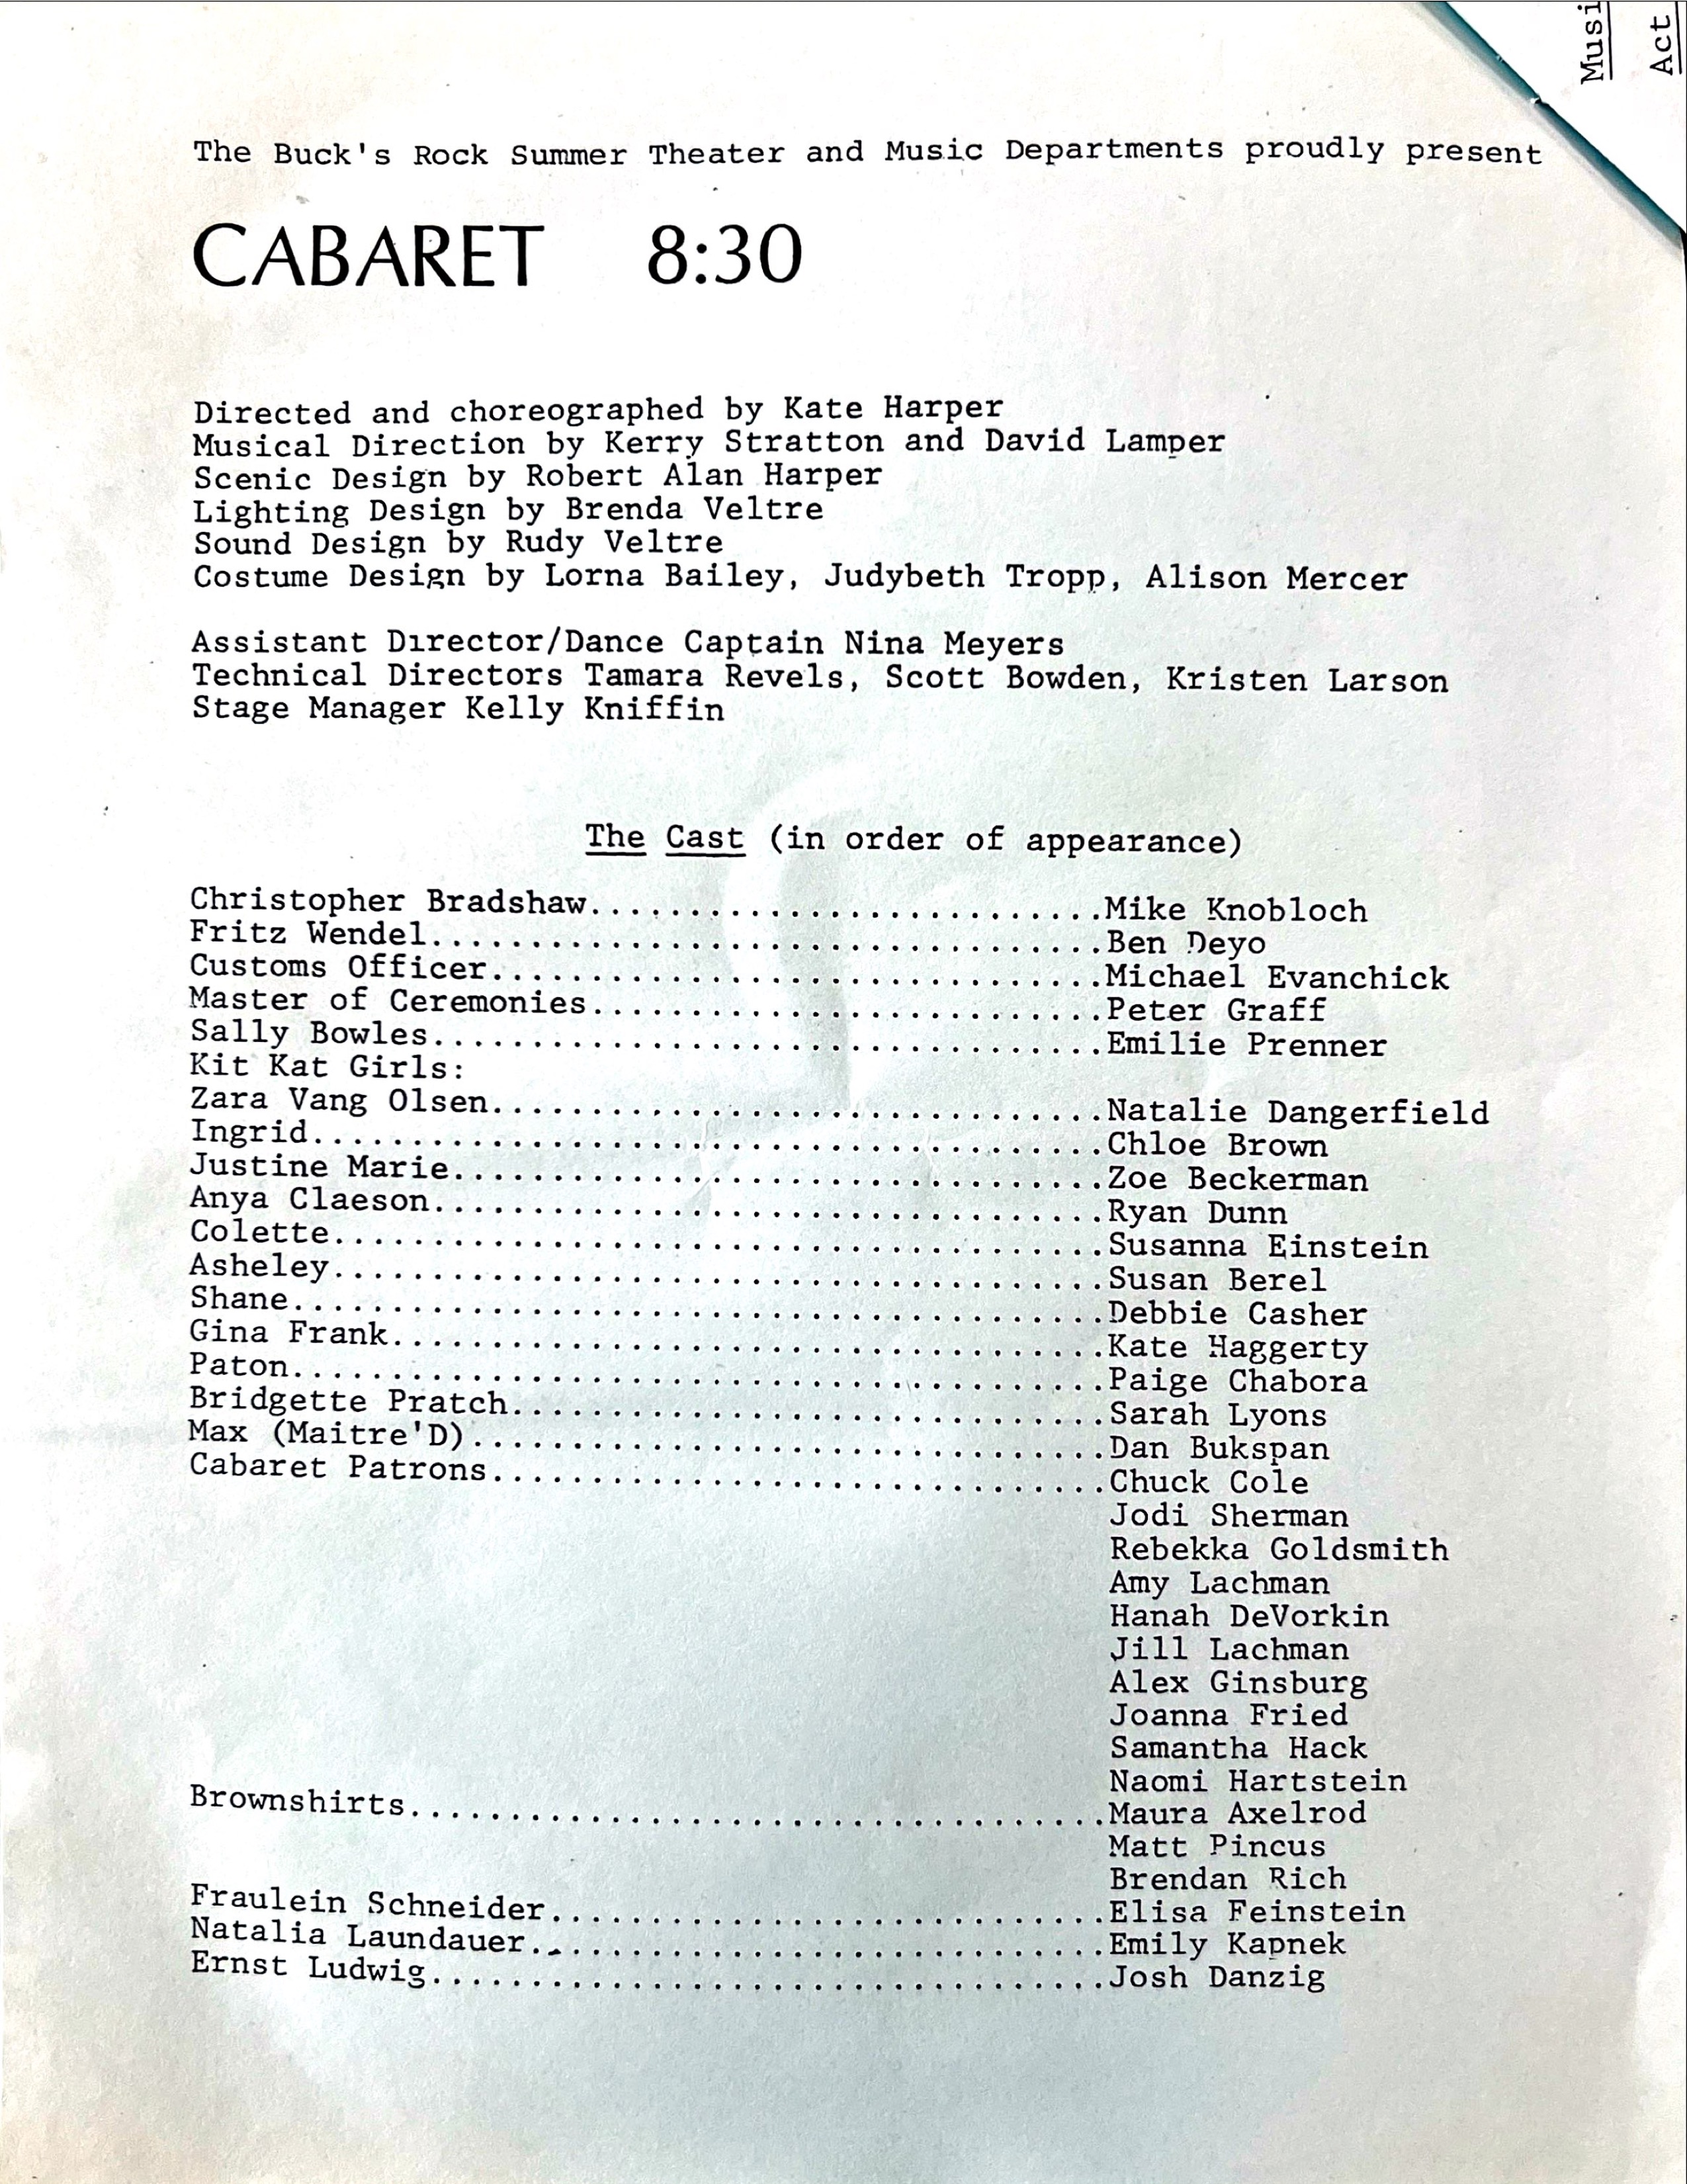 Musi
Act
The Buck's Rock Summer Theater and Music Departments proudly present
CABARET 8:30
Directed and choreographed by Kate Harper
Musical Direction by Kerry Stratton and David Lamper
Scenic Design by Robert Alan Harper
Lighting Design by Brenda Veltre
Sound Design by Rudy Veltre
Costume Design by Lorna Bailey, Judybeth Tropp, Alison Mercer
Assistant Director/Dance Captain Nina Meyers
Technical Directors Tamara Revels, Scott Bowden, Kristen Larson
Stage Manager Kelly Kniffin
The Cast (in order of appearance)
Christopher Bradshaw..........................Mike Knobloch
Fritz Wendel..................................Ben Deyo
Customs Officer...............................Michael Evanchick
Master of Ceremonies..........................Peter Graff
Sally Bowles..................................Emilie Prenner
Kit Kat Girls:
Zara Vang Olsen...............................Natalie Dangerfield
Ingrid........................................Chloe Brown
Justine Marie.................................Zoe Beckerman
Anya Claeson..................................Ryan Dunn
Colette.......................................Susanna Einstein
Asheley.......................................Susan Berel
Shane.........................................Debbie Casher
Gina Frank....................................Kate Haggerty
Paton.........................................Paige Chabora
Bridgette Pratch..............................Sarah Lyons
Max (Maitre'D)................................Dan Bukspan
Cabaret Patrons...............................Chuck Cole
Jodi Sherman
Rebekka Goldsmith
Amy Lachman
Hanah DeVorkin
Jill Lachman
Alex Ginsburg
Joanna Fried
Samantha Hack
Naomi Hartstein
Brownshirts...................................Maura Axelrod
Matt Pincus
Brendan Rich
Fraulein Schneider............................Elisa Feinstein
Natalia Laundauer.............................Emily Kapnek
Ernst Ludwig..................................Josh Danzig